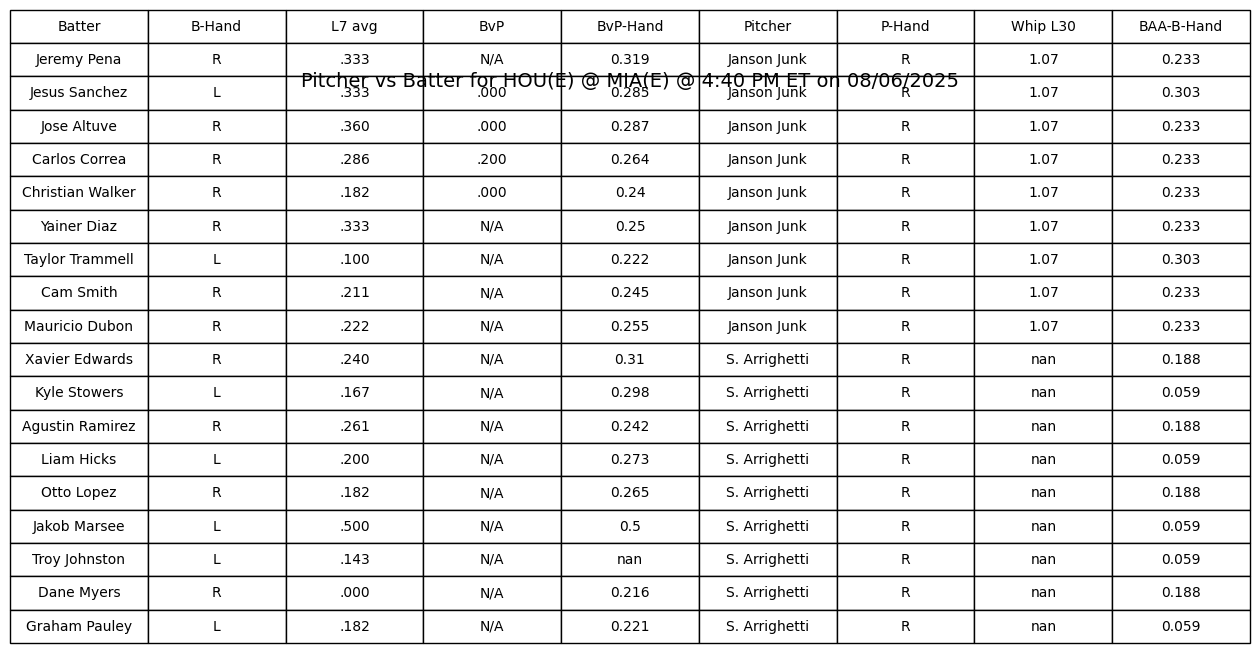 Batter B-Hand L7 avg BvP BvP-Hand Pitcher P-Hand Whip L30 BAA-B-Hand
Jeremy Pena R .333 N/A 0.319 Janson Junk R 1.07 0.233
Pitcher vs Batter for HOU(E) @ MIA(E) @ 4:40 PM ET on 08/06/2025
Jesus Sanchez L .333 .000 0.285 Janson Junk R 1.07 0.303
Jose Altuve R .360 .000 0.287 Janson Junk R 1.07 0.233
Carlos Correa R .286 .200 0.264 Janson Junk R 1.07 0.233
Christian Walker R .182 .000 0.24 Janson Junk R 1.07 0.233
Yainer Diaz R .333 N/A 0.25 Janson Junk R 1.07 0.233
Taylor Trammell L .100 N/A 0.222 Janson Junk R 1.07 0.303
Cam Smith R .211 N/A 0.245 Janson Junk R 1.07 0.233
Mauricio Dubon R .222 N/A 0.255 Janson Junk R 1.07 0.233
Xavier Edwards R .240 N/A 0.31 S. Arrighetti R nan 0.188
Kyle Stowers L .167 N/A 0.298 S. Arrighetti R nan 0.059
Agustin Ramirez R .261 N/A 0.242 S. Arrighetti R nan 0.188
Liam Hicks L .200 N/A 0.273 S. Arrighetti R nan 0.059
Otto Lopez R .182 N/A 0.265 S. Arrighetti R nan 0.188
Jakob Marsee L .500 N/A 0.5 S. Arrighetti R nan 0.059
Troy Johnston L .143 N/A nan S. Arrighetti R nan 0.059
Dane Myers R .000 N/A 0.216 S. Arrighetti R nan 0.188
Graham Pauley L .182 N/A 0.221 S. Arrighetti R nan 0.059